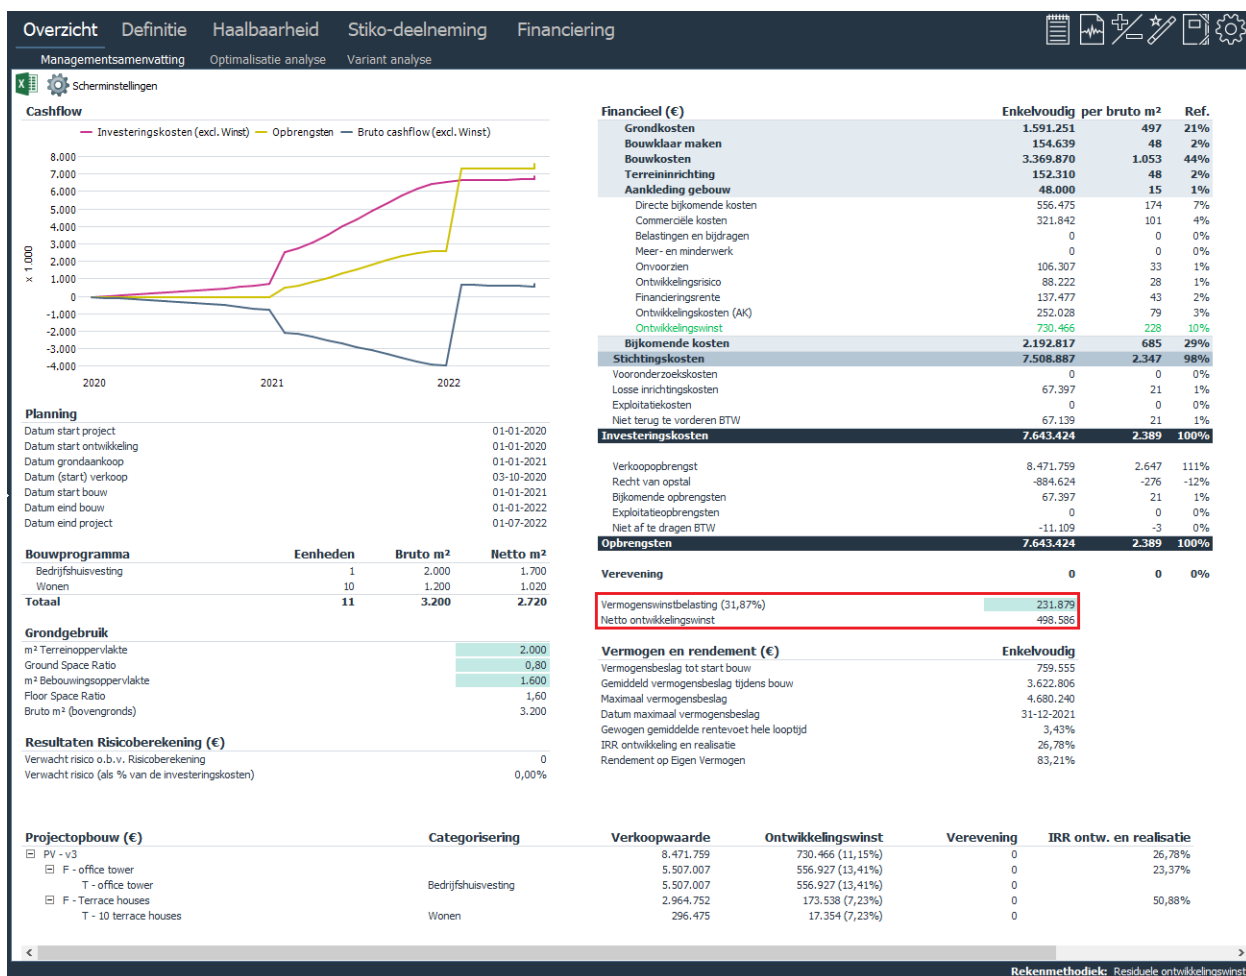 Overzicht Definitie Haalbaarheid Stiko-deelneming Financiering
Managementsamenvatting Optimalisatie analyse Variant analyse
Scherminstellingen
Cashflow
Investeringskosten (excl. Winst) Opbrengsten Bruto cashflow (excl. Winst)
x 1.000
8.000
7.000
6.000
5.000
4.000
3.000
2.000
1.000
0
-1.000
-2.000
-3.000
-4.000
2020 2021 2022
Planning
Datum start project 01-01-2020
Datum start ontwikkeling 01-01-2020
Datum grondaankoop 01-01-2021
Datum (start) verkoop 03-10-2020
Datum start bouw 01-01-2021
Datum eind bouw 01-01-2022
Datum eind project 01-07-2022
Bouwprogramma Eenheden Bruto m² Netto m²
Bedrijfshuisvesting 1 2.000 1.700
Wonen 10 1.200 1.020
Totaal 11 3.200 2.720
Grondgebruik
m² Terreinoppervlakte 2.000
Ground Space Ratio 0,80
m² Bebouwingsoppervlakte 1.600
Floor Space Ratio 1,60
Bruto m² (bovengronds) 3.200
Resultaten Risicoberekening (€)
Verwacht risico o.b.v. Risicoberekening 0
Verwacht risico (als % van de investeringskosten) 0,00%
Financieel (€) Enkelvoudig per bruto m² Ref.
Grondkosten 1.591.251 497 21%
Bouwklaar maken 154.639 48 2%
Bouwkosten 3.369.870 1.053 44%
Terreininrichting 152.310 48 2%
Aankleding gebouw 48.000 15 1%
Directe bijkomende kosten 556.475 174 7%
Commerciële kosten 321.842 101 4%
Belastingen en bijdragen 0 0 0%
Meer- en minderwerk 0 0 0%
Onvoorzien 106.307 33 1%
Ontwikkelingsrisico 88.222 28 1%
Financieringsrente 137.477 43 2%
Ontwikkelingskosten (AK) 252.028 79 3%
Ontwikkelingswinst 730.466 228 10%
Bijkomende kosten 2.192.817 685 29%
Stichtingskosten 7.508.887 2.347 98%
Vooronderzoekskosten 0 0 0%
Losse inrichtingskosten 67.397 21 1%
Exploitatiekosten 0 0 0%
Niet terug te vorderen BTW 67.139 21 1%
Investeringskosten 7.643.424 2.389 100%
Verkoopopbrengst 8.471.759 2.647 111%
Recht van opstal -884.624 -276 -12%
Bijkomende opbrengsten 67.397 21 1%
Exploitatieopbrengsten 0 0 0%
Niet af te dragen BTW -11.109 -3 0%
Opbrengsten 7.643.424 2.389 100%
Verevening 0 0 0%
Vermogenswinstbelasting (31,87%) 231.879
Netto ontwikkelingswinst 498.586
Vermogen en rendement (€) Enkelvoudig
Vermogensbeslag tot start bouw 759.555
Gemiddeld vermogensbeslag tijdens bouw 3.622.806
Maximaal vermogensbeslag 4.680.240
Datum maximaal vermogensbeslag 31-12-2021
Gewogen gemiddelde rentevoet hele looptijd 3,43%
IRR ontwikkeling en realisatie 26,78%
Rendement op Eigen Vermogen 83,21%
Projectopbouw (€) Categorisering Verkoopwaarde Ontwikkelingswinst Verevening IRR ontw. en realisatie
PV - v3 8.471.759 730.466 (11,15%) 0 26,78%
F - office tower 5.507.007 556.927 (13,41%) 0 23,37%
T - office tower Bedrijfshuisvesting 5.507.007 556.927 (13,41%) 0
F - Terrace houses 2.964.752 173.538 (7,23%) 0 50,88%
T - 10 terrace houses Wonen 296.475 17.354 (7,23%) 0
Rekenmethodiek: Residuele ontwikkelingswinst